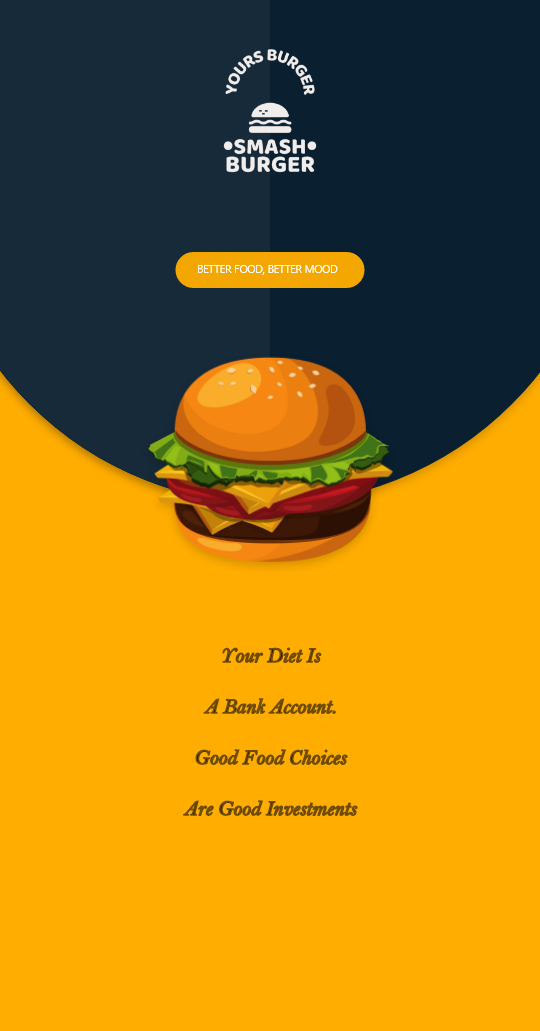 YOURS BURGER
•SMASH•
BURGER
BETTER FOOD, BETTER MOOD
Your Diet Is
A Bank Account.
Good Food Choices
Are Good Investments